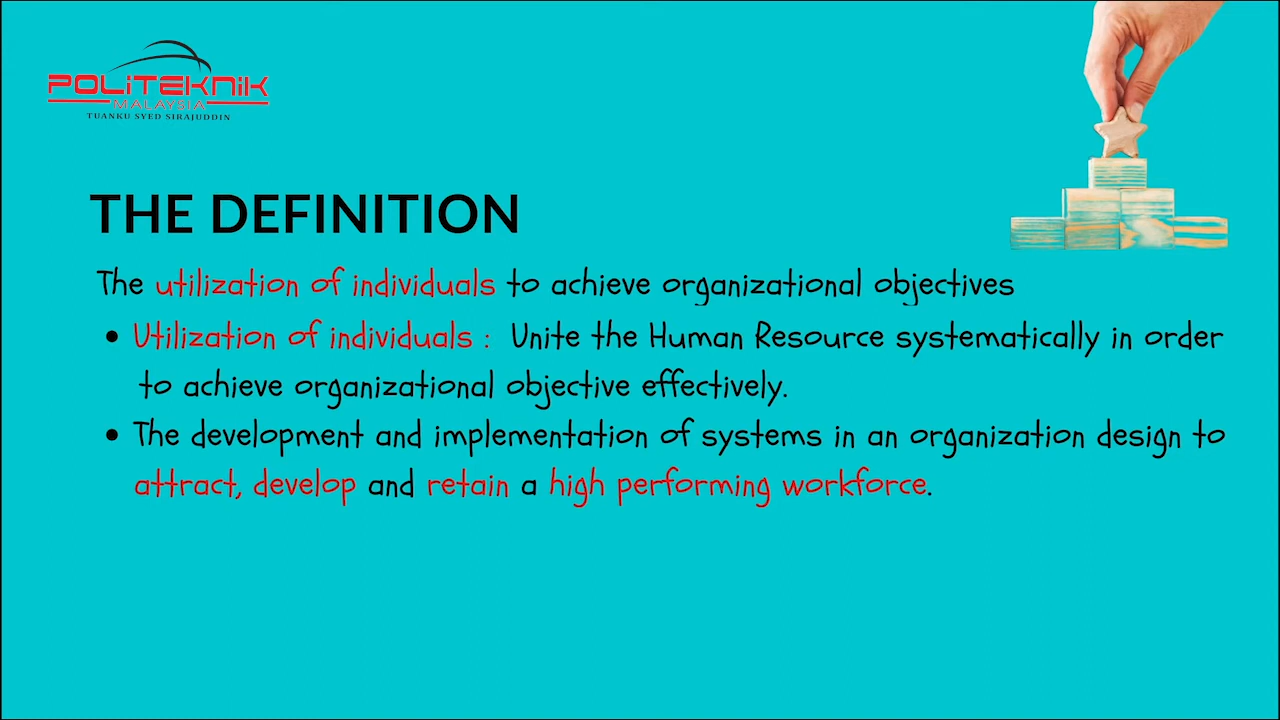 POLITEKNIK
MALAYSIA
TUANKU SYED SIRAJUDDIN
THE DEFINITION
The utilization of individuals to achieve organizational objectives
• Utilization of individuals : Unite the Human Resource systematically in order
to achieve organizational objective effectively.
• The development and implementation of systems in an organization design to
attract, develop and retain a high performing workforce.